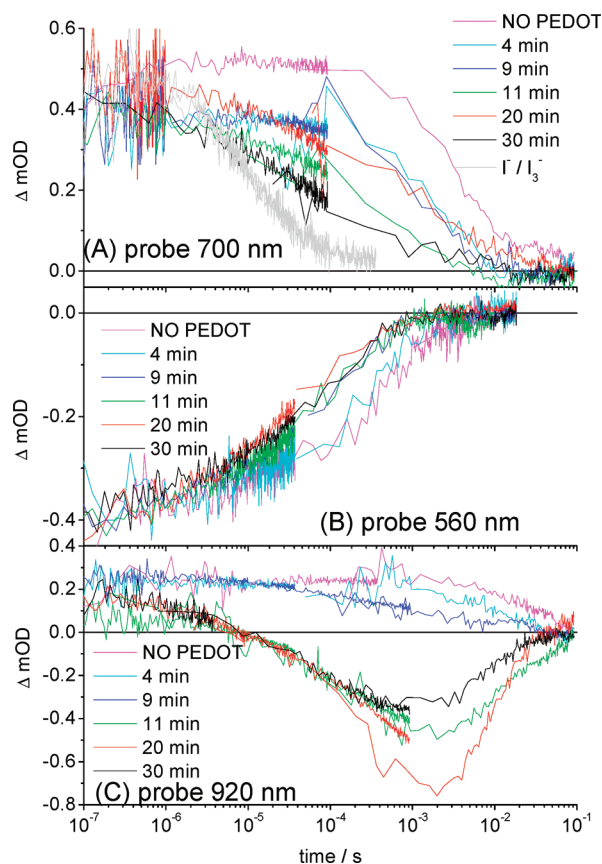 0.6
0.4
0.2
0.0
Δ mOD
NO PEDOT
4 min
9 min
11 min
20 min
30 min
I⁻ / I₃⁻
(A) probe 700 nm
0.0
-0.2
-0.4
Δ mOD
NO PEDOT
4 min
9 min
11 min
20 min
30 min
(B) probe 560 nm
0.4
0.2
0.0
-0.2
-0.4
-0.6
-0.8
Δ mOD
NO PEDOT
4 min
9 min
11 min
20 min
30 min
(C) probe 920 nm
10⁻⁷ 10⁻⁶ 10⁻⁵ 10⁻⁴ 10⁻³ 10⁻² 10⁻¹
time / s